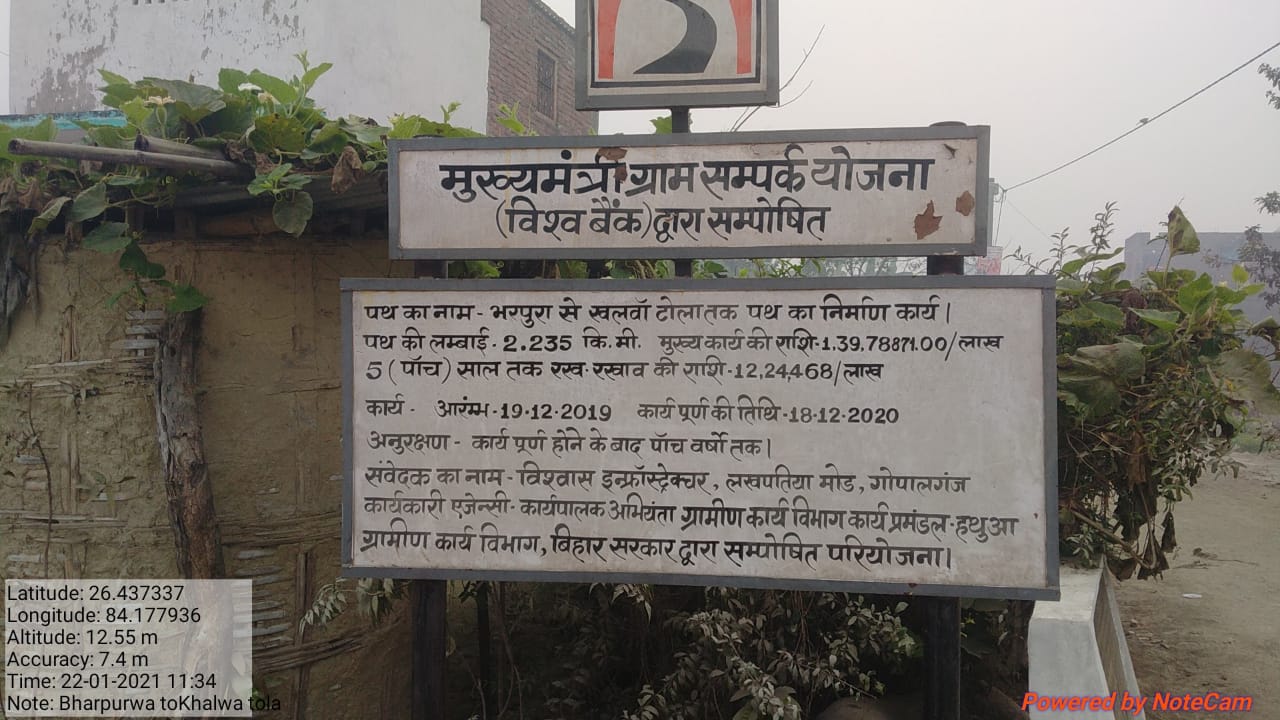 मुख्यमंत्री ग्राम सम्पर्क योजना
(विश्व बैंक) द्वारा सम्पोषित
पथ का नाम - भरपुरा से खलवॉ टोला तक पथ का निर्माण कार्य |
पथ की लम्बाई - 2.235 कि.मी. मुख्य कार्य की राशि - 1,39,78871.00/लाख
5 (पॉच) साल तक रख-रखाव की राशि - 12,24,468/लाख
कार्य - आरंम्भ - 19-12-2019 कार्य पूर्ण की तिथि - 18-12-2020
अनुरक्षण - कार्य पूर्ण होने के बाद पॉच वर्षो तक |
संवेदक का नाम - विश्वास इन्फ्रॉस्ट्रेक्चर, लखपतिया मोड, गोपालगंज
कार्यकारी एजेन्सी - कार्यपालक अभियंता ग्रामीण कार्य विभाग कार्य प्रमंडल - हथुआ
ग्रामीण कार्य विभाग, बिहार सरकार द्वारा सम्पोषित परियोजना |
Latitude: 26.437337
Longitude: 84.177936
Altitude: 12.55 m
Accuracy: 7.4 m
Time: 22-01-2021 11:34
Note: Bharpurwa toKhalwa tola
Powered by NoteCam